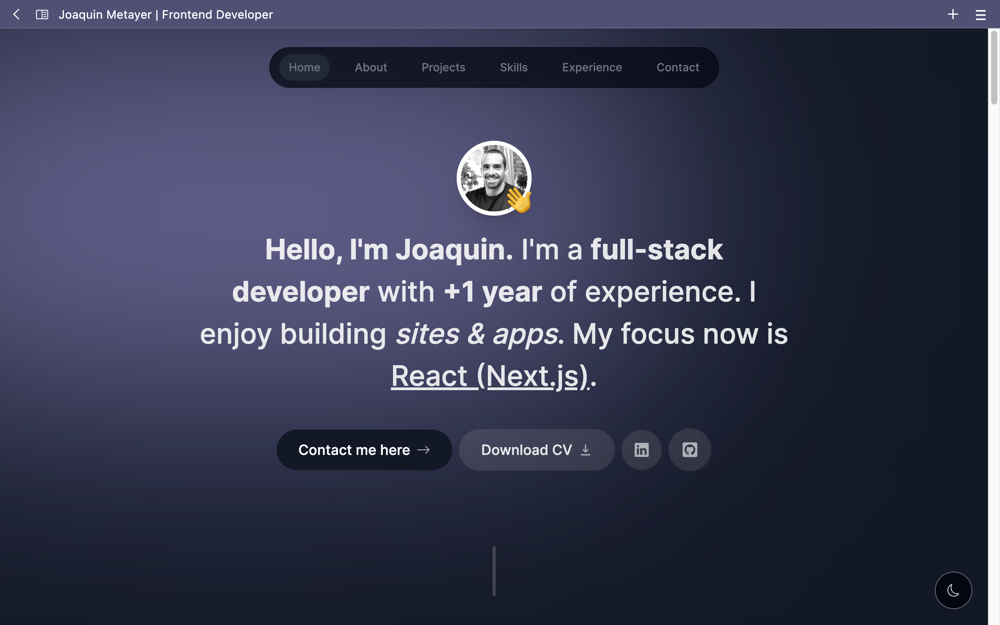 Joaquin Metayer | Frontend Developer
Home About Projects Skills Experience Contact
Hello, I'm Joaquin. I'm a full-stack
developer with +1 year of experience. I
enjoy building sites & apps. My focus now is
React (Next.js).
Contact me here Download CV in